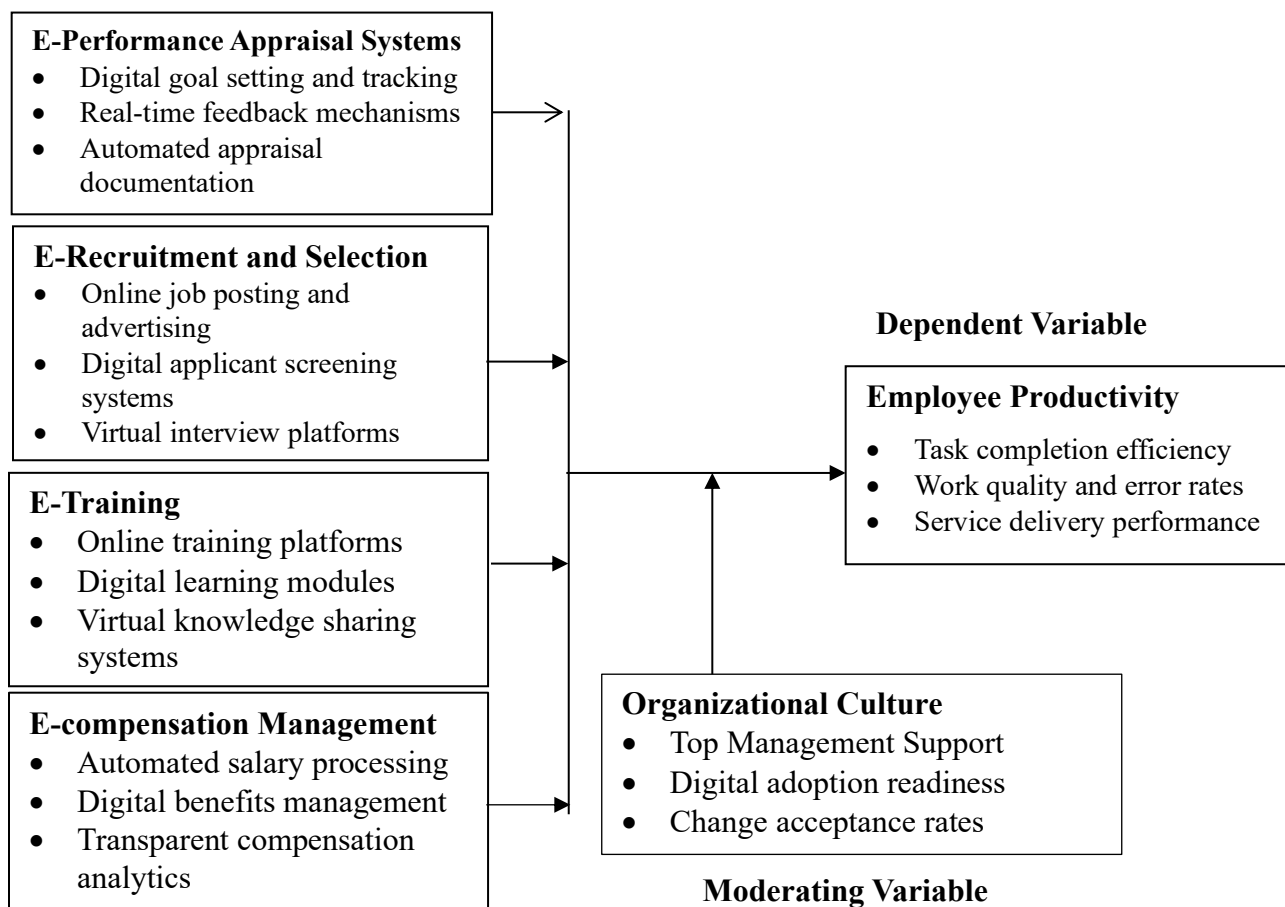 E-Performance Appraisal Systems
• Digital goal setting and tracking
• Real-time feedback mechanisms
• Automated appraisal
documentation
E-Recruitment and Selection
• Online job posting and
advertising
• Digital applicant screening
systems
• Virtual interview platforms
E-Training
• Online training platforms
• Digital learning modules
• Virtual knowledge sharing
systems
E-compensation Management
• Automated salary processing
• Digital benefits management
• Transparent compensation
analytics
Dependent Variable
Employee Productivity
• Task completion efficiency
• Work quality and error rates
• Service delivery performance
Organizational Culture
• Top Management Support
• Digital adoption readiness
• Change acceptance rates
Moderating Variable